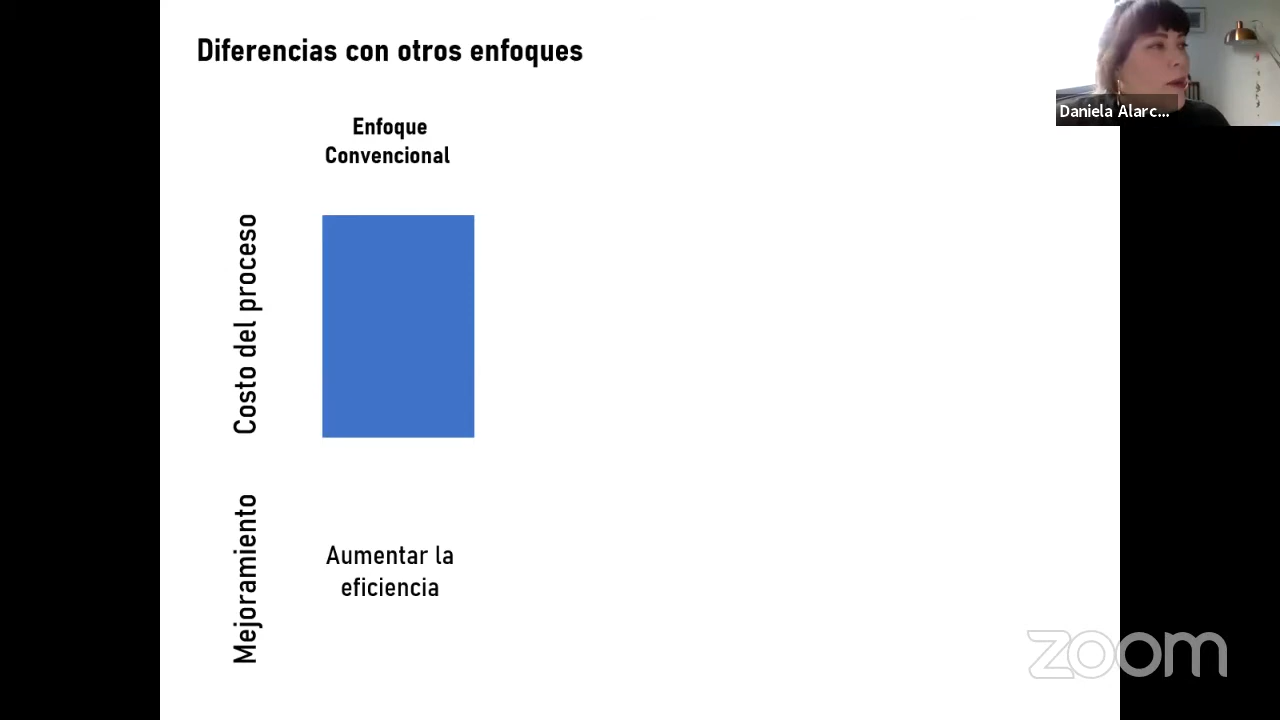 Diferencias con otros enfoques
Daniela Alarc...
Enfoque
Convencional
Costo del proceso
Mejoramiento
Aumentar la
eficiencia
zoom